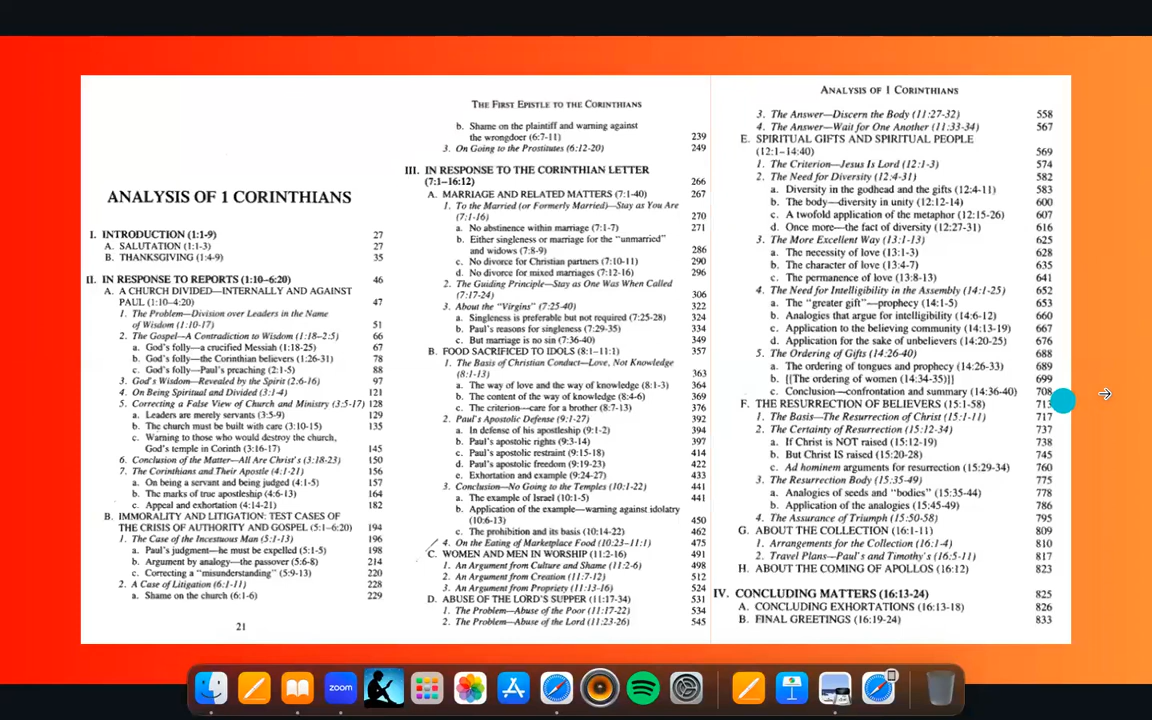 ANALYSIS OF 1 CORINTHIANS
I. INTRODUCTION (1:1-9) 27
A. SALUTATION (1:1-3) 27
B. THANKSGIVING (1:4-9) 35
II. IN RESPONSE TO REPORTS (1:10–6:20) 46
A. A CHURCH DIVIDED—INTERNALLY AND AGAINST
PAUL (1:10–4:20) 47
1. The Problem—Division over Leaders in the Name
of Wisdom (1:10-17) 51
2. The Gospel—A Contradiction to Wisdom (1:18–2:5) 66
a. God's folly—a crucified Messiah (1:18-25) 67
b. God's folly—the Corinthian believers (1:26-31) 78
c. God's folly—Paul's preaching (2:1-5) 88
3. God's Wisdom—Revealed by the Spirit (2:6-16) 97
4. On Being Spiritual and Divided (3:1-4) 121
5. Correcting a False View of Church and Ministry (3:5-17) 128
a. Leaders are merely servants (3:5-9) 129
b. The church must be built with care (3:10-15) 135
c. Warning to those who would destroy the church,
God's temple in Corinth (3:16-17) 145
6. Conclusion of the Matter—All Are Christ's (3:18-23) 150
7. The Corinthians and Their Apostle (4:1-21) 156
a. On being a servant and being judged (4:1-5) 157
b. The marks of true apostleship (4:6-13) 164
c. Appeal and exhortation (4:14-21) 182
B. IMMORALITY AND LITIGATION: TEST CASES OF
THE CRISIS OF AUTHORITY AND GOSPEL (5:1–6:20) 194
1. The Case of the Incestuous Man (5:1-13) 196
a. Paul's judgment—he must be expelled (5:1-5) 198
b. Argument by analogy—the passover (5:6-8) 214
c. Correcting a "misunderstanding" (5:9-13) 220
2. A Case of Litigation (6:1-11) 228
a. Shame on the church (6:1-6) 229
21
THE FIRST EPISTLE TO THE CORINTHIANS
b. Shame on the plaintiff and warning against
the wrongdoer (6:7-11) 239
3. On Going to the Prostitutes (6:12-20) 249
III. IN RESPONSE TO THE CORINTHIAN LETTER
(7:1–16:12) 266
A. MARRIAGE AND RELATED MATTERS (7:1-40) 267
1. To the Married (or Formerly Married)—Stay as You Are
(7:1-16) 270
a. No abstinence within marriage (7:1-7) 271
b. Either singleness or marriage for the "unmarried"
and widows (7:8-9) 286
c. No divorce for Christian partners (7:10-11) 290
d. No divorce for mixed marriages (7:12-16) 296
2. The Guiding Principle—Stay as One Was When Called
(7:17-24) 306
3. About the "Virgins" (7:25-40) 322
a. Singleness is preferable but not required (7:25-28) 324
b. Paul's reasons for singleness (7:29-35) 334
c. But marriage is no sin (7:36-40) 349
B. FOOD SACRIFICED TO IDOLS (8:1–11:1) 357
1. The Basis of Christian Conduct—Love, Not Knowledge
(8:1-13) 363
a. The way of love and the way of knowledge (8:1-3) 364
b. The content of the way of knowledge (8:4-6) 369
c. The criterion—care for a brother (8:7-13) 376
2. Paul's Apostolic Defense (9:1-27) 392
a. In defense of his apostleship (9:1-2) 394
b. Paul's apostolic rights (9:3-14) 397
c. Paul's apostolic restraint (9:15-18) 414
d. Paul's apostolic freedom (9:19-23) 422
e. Exhortation and example (9:24-27) 433
3. Conclusion—No Going to the Temples (10:1-22) 441
a. The example of Israel (10:1-5) 441
b. Application of the example—warning against idolatry
(10:6-13) 450
c. The prohibition and its basis (10:14-22) 462
4. On the Eating of Marketplace Food (10:23–11:1) 475
C. WOMEN AND MEN IN WORSHIP (11:2-16) 491
1. An Argument from Culture and Shame (11:2-6) 498
2. An Argument from Creation (11:7-12) 512
3. An Argument from Propriety (11:13-16) 524
D. ABUSE OF THE LORD'S SUPPER (11:17-34) 531
1. The Problem—Abuse of the Poor (11:17-22) 534
2. The Problem—Abuse of the Lord (11:23-26) 545
ANALYSIS OF 1 CORINTHIANS
3. The Answer—Discern the Body (11:27-32) 558
4. The Answer—Wait for One Another (11:33-34) 567
E. SPIRITUAL GIFTS AND SPIRITUAL PEOPLE
(12:1–14:40) 569
1. The Criterion—Jesus Is Lord (12:1-3) 574
2. The Need for Diversity (12:4-31) 582
a. Diversity in the godhead and the gifts (12:4-11) 583
b. The body—diversity in unity (12:12-14) 600
c. A twofold application of the metaphor (12:15-26) 607
d. Once more—the fact of diversity (12:27-31) 616
3. The More Excellent Way (13:1-13) 625
a. The necessity of love (13:1-3) 628
b. The character of love (13:4-7) 635
c. The permanence of love (13:8-13) 641
4. The Need for Intelligibility in the Assembly (14:1-25) 652
a. The "greater gift"—prophecy (14:1-5) 653
b. Analogies that argue for intelligibility (14:6-12) 660
c. Application to the believing community (14:13-19) 667
d. Application for the sake of unbelievers (14:20-25) 676
5. The Ordering of Gifts (14:26-40) 688
a. The ordering of tongues and prophecy (14:26-33) 689
b. [[The ordering of women (14:34-35)]] 699
c. Conclusion—confrontation and summary (14:36-40) 708
F. THE RESURRECTION OF BELIEVERS (15:1-58) 713
1. The Basis—The Resurrection of Christ (15:1-11) 717
2. The Certainty of Resurrection (15:12-34) 737
a. If Christ is NOT raised (15:12-19) 738
b. But Christ IS raised (15:20-28) 745
c. Ad hominem arguments for resurrection (15:29-34) 760
3. The Resurrection Body (15:35-49) 775
a. Analogies of seeds and "bodies" (15:35-44) 778
b. Application of the analogies (15:45-49) 786
4. The Assurance of Triumph (15:50-58) 795
G. ABOUT THE COLLECTION (16:1-11) 809
1. Arrangements for the Collection (16:1-4) 810
2. Travel Plans—Paul's and Timothy's (16:5-11) 817
H. ABOUT THE COMING OF APOLLOS (16:12) 823
IV. CONCLUDING MATTERS (16:13-24) 825
A. CONCLUDING EXHORTATIONS (16:13-18) 826
B. FINAL GREETINGS (16:19-24) 833
zoom